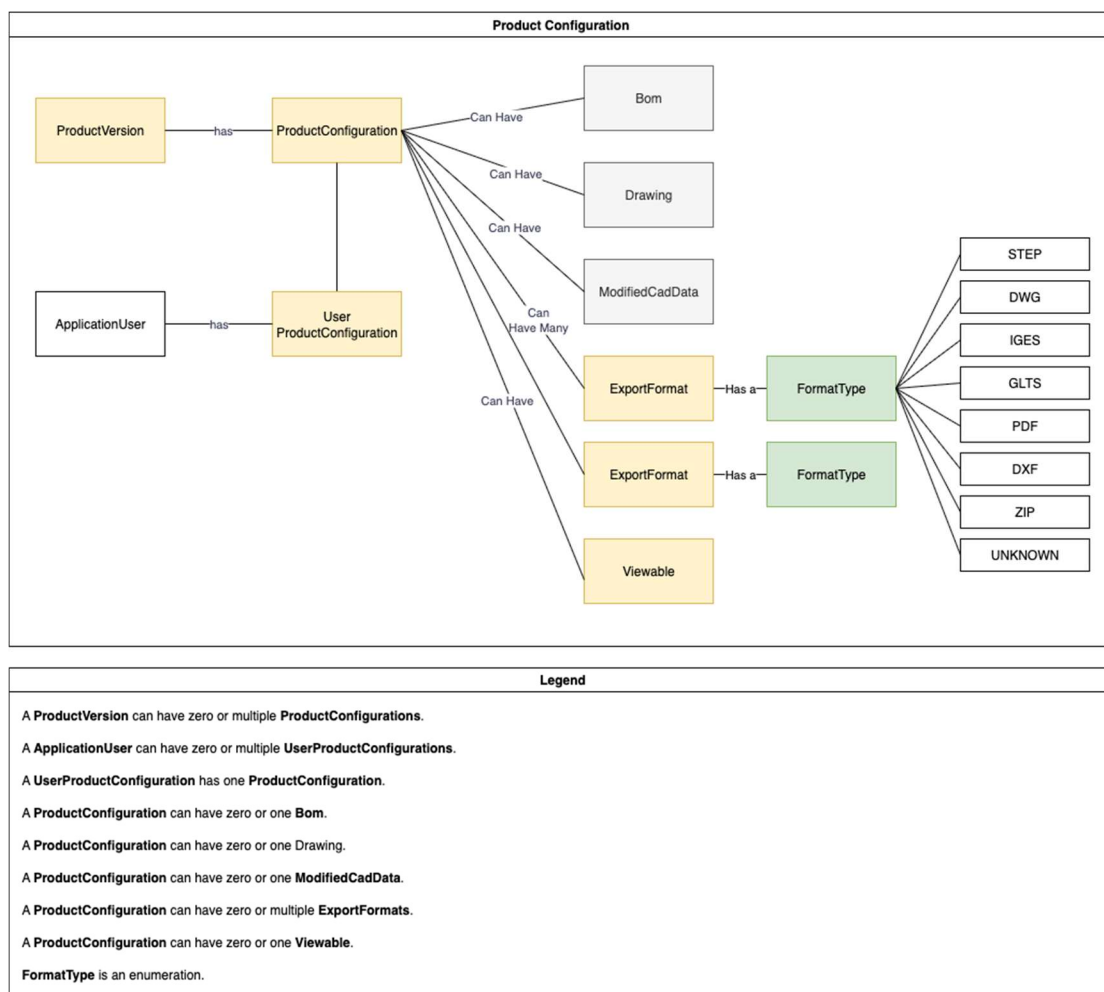 Product Configuration
ProductVersion
has
ProductConfiguration
Can Have
Bom
Can Have
Drawing
Can Have
ModifiedCadData
ApplicationUser
has
User
ProductConfiguration
Can
Have Many
ExportFormat
Has a
FormatType
Can Have
ExportFormat
Has a
FormatType
Viewable
STEP
DWG
IGES
GLTS
PDF
DXF
ZIP
UNKNOWN
Legend
A ProductVersion can have zero or multiple ProductConfigurations.
A ApplicationUser can have zero or multiple UserProductConfigurations.
A UserProductConfiguration has one ProductConfiguration.
A ProductConfiguration can have zero or one Bom.
A ProductConfiguration can have zero or one Drawing.
A ProductConfiguration can have zero or one ModifiedCadData.
A ProductConfiguration can have zero or multiple ExportFormats.
A ProductConfiguration can have zero or one Viewable.
FormatType is an enumeration.